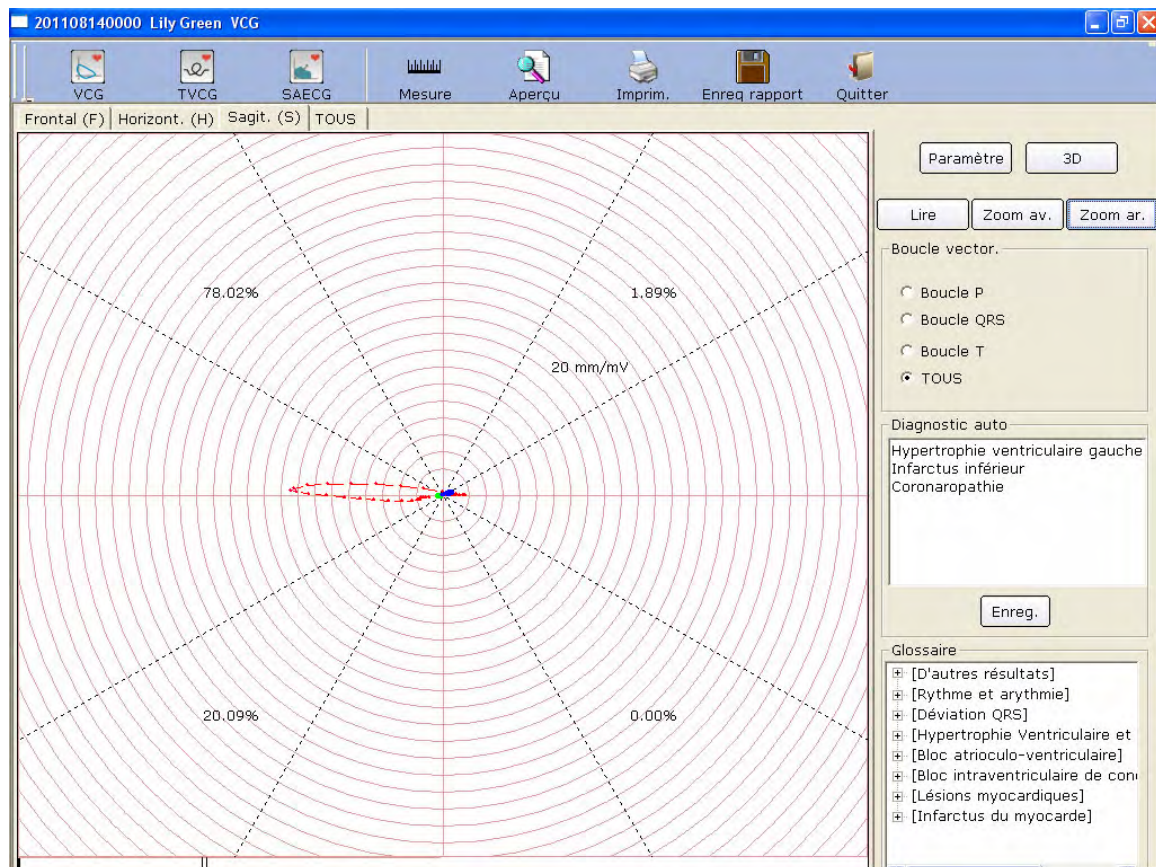 201108140000 Lily Green VCG
VCG TVCG SAECG Mesure Aperçu Imprim. Enreq rapport Quitter
Frontal (F) Horizont. (H) Sagit. (S) TOUS
Paramètre 3D
Lire Zoom av. Zoom ar.
78.02% 1.89%
20 mm/mV
20.09% 0.00%
Boucle vector.
Boucle P
Boucle QRS
Boucle T
TOUS
Diagnostic auto
Hypertrophie ventriculaire gauche
Infarctus inférieur
Coronaropathie
Enreg.
Glossaire
[D'autres résultats]
[Rythme et arythmie]
[Déviation QRS]
[Hypertrophie Ventriculaire et
[Bloc atrioculo-ventriculaire]
[Bloc intraventriculaire de con
[Lésions myocardiques]
[Infarctus du myocarde]